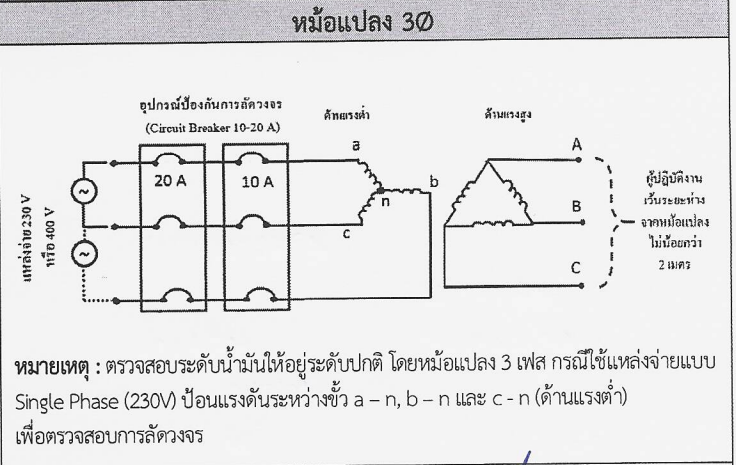 หม้อแปลง 3Ø
อุปกรณ์ป้องกันการลัดวงจร
(Circuit Breaker 10-20 A)
ด้านแรงต่ำ
ด้านแรงสูง
a
A
20 A
10 A
n
b
B
c
C
แหล่งจ่าย 230 V
หรือ 400 V
~
~
ผู้ปฏิบัติงาน
เว้นระยะห่าง
จากหม้อแปลง
ไม่น้อยกว่า
2 เมตร
หมายเหตุ : ตรวจสอบระดับน้ำมันให้อยู่ระดับปกติ โดยหม้อแปลง 3 เฟส กรณีใช้แหล่งจ่ายแบบ
Single Phase (230V) ป้อนแรงดันระหว่างขั้ว a – n, b – n และ c - n (ด้านแรงต่ำ)
เพื่อตรวจสอบการลัดวงจร